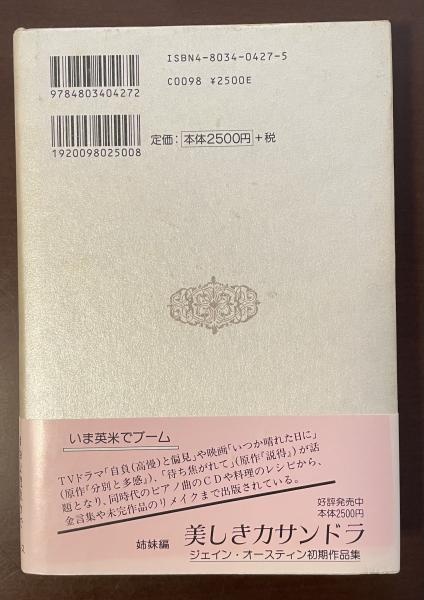 ISBN4-8034-0427-5
9784803404272
C0098 ¥2500E
定価：本体2500円+税
1920098025008
いま英米でブーム
TVドラマ「自負(高慢)と偏見」や映画「いつか晴れた日に」
(原作『分別と多感』)、「待ち焦がれて」(原作『説得』)が話
題となり、同時代のピアノ曲のCDや料理のレシピから、
金言集や未完作品のリメイクまで出版されている。
好評発売中
本体2500円
姉妹編 美しきカサンドラ
ジェイン・オースティン初期作品集